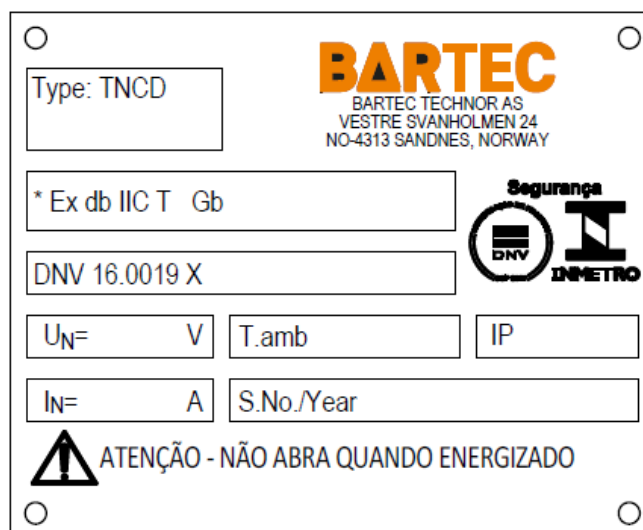 BARTEC
Type: TNCD
BARTEC TECHNOR AS
VESTRE SVANHOLMEN 24
NO-4313 SANDNES, NORWAY
* Ex db IIC T Gb
Segurança
DNV
INMETRO
DNV 16.0019 X
UN= V
T.amb
IP
IN= A
S.No./Year
ATENÇÃO - NÃO ABRA QUANDO ENERGIZADO